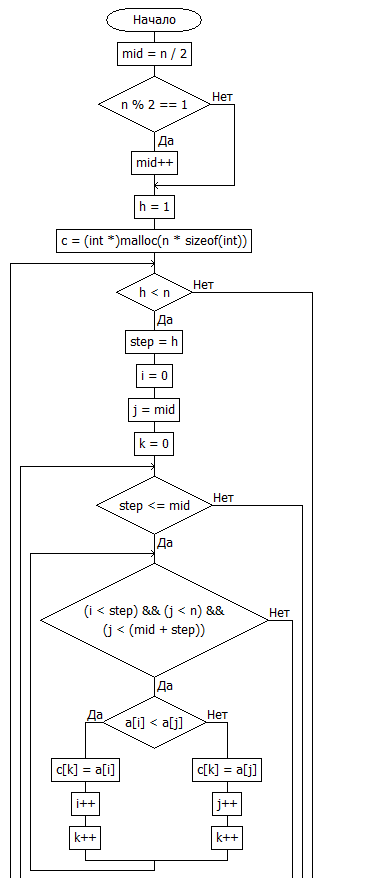 Начало
mid = n / 2
n % 2 == 1
Нет
Да
mid++
h = 1
c = (int *)malloc(n * sizeof(int))
h < n
Нет
Да
step = h
i = 0
j = mid
k = 0
step <= mid
Нет
Да
(i < step) && (j < n) &&
(j < (mid + step))
Нет
Да
a[i] < a[j]
Да
Нет
c[k] = a[i]
c[k] = a[j]
i++
j++
k++
k++